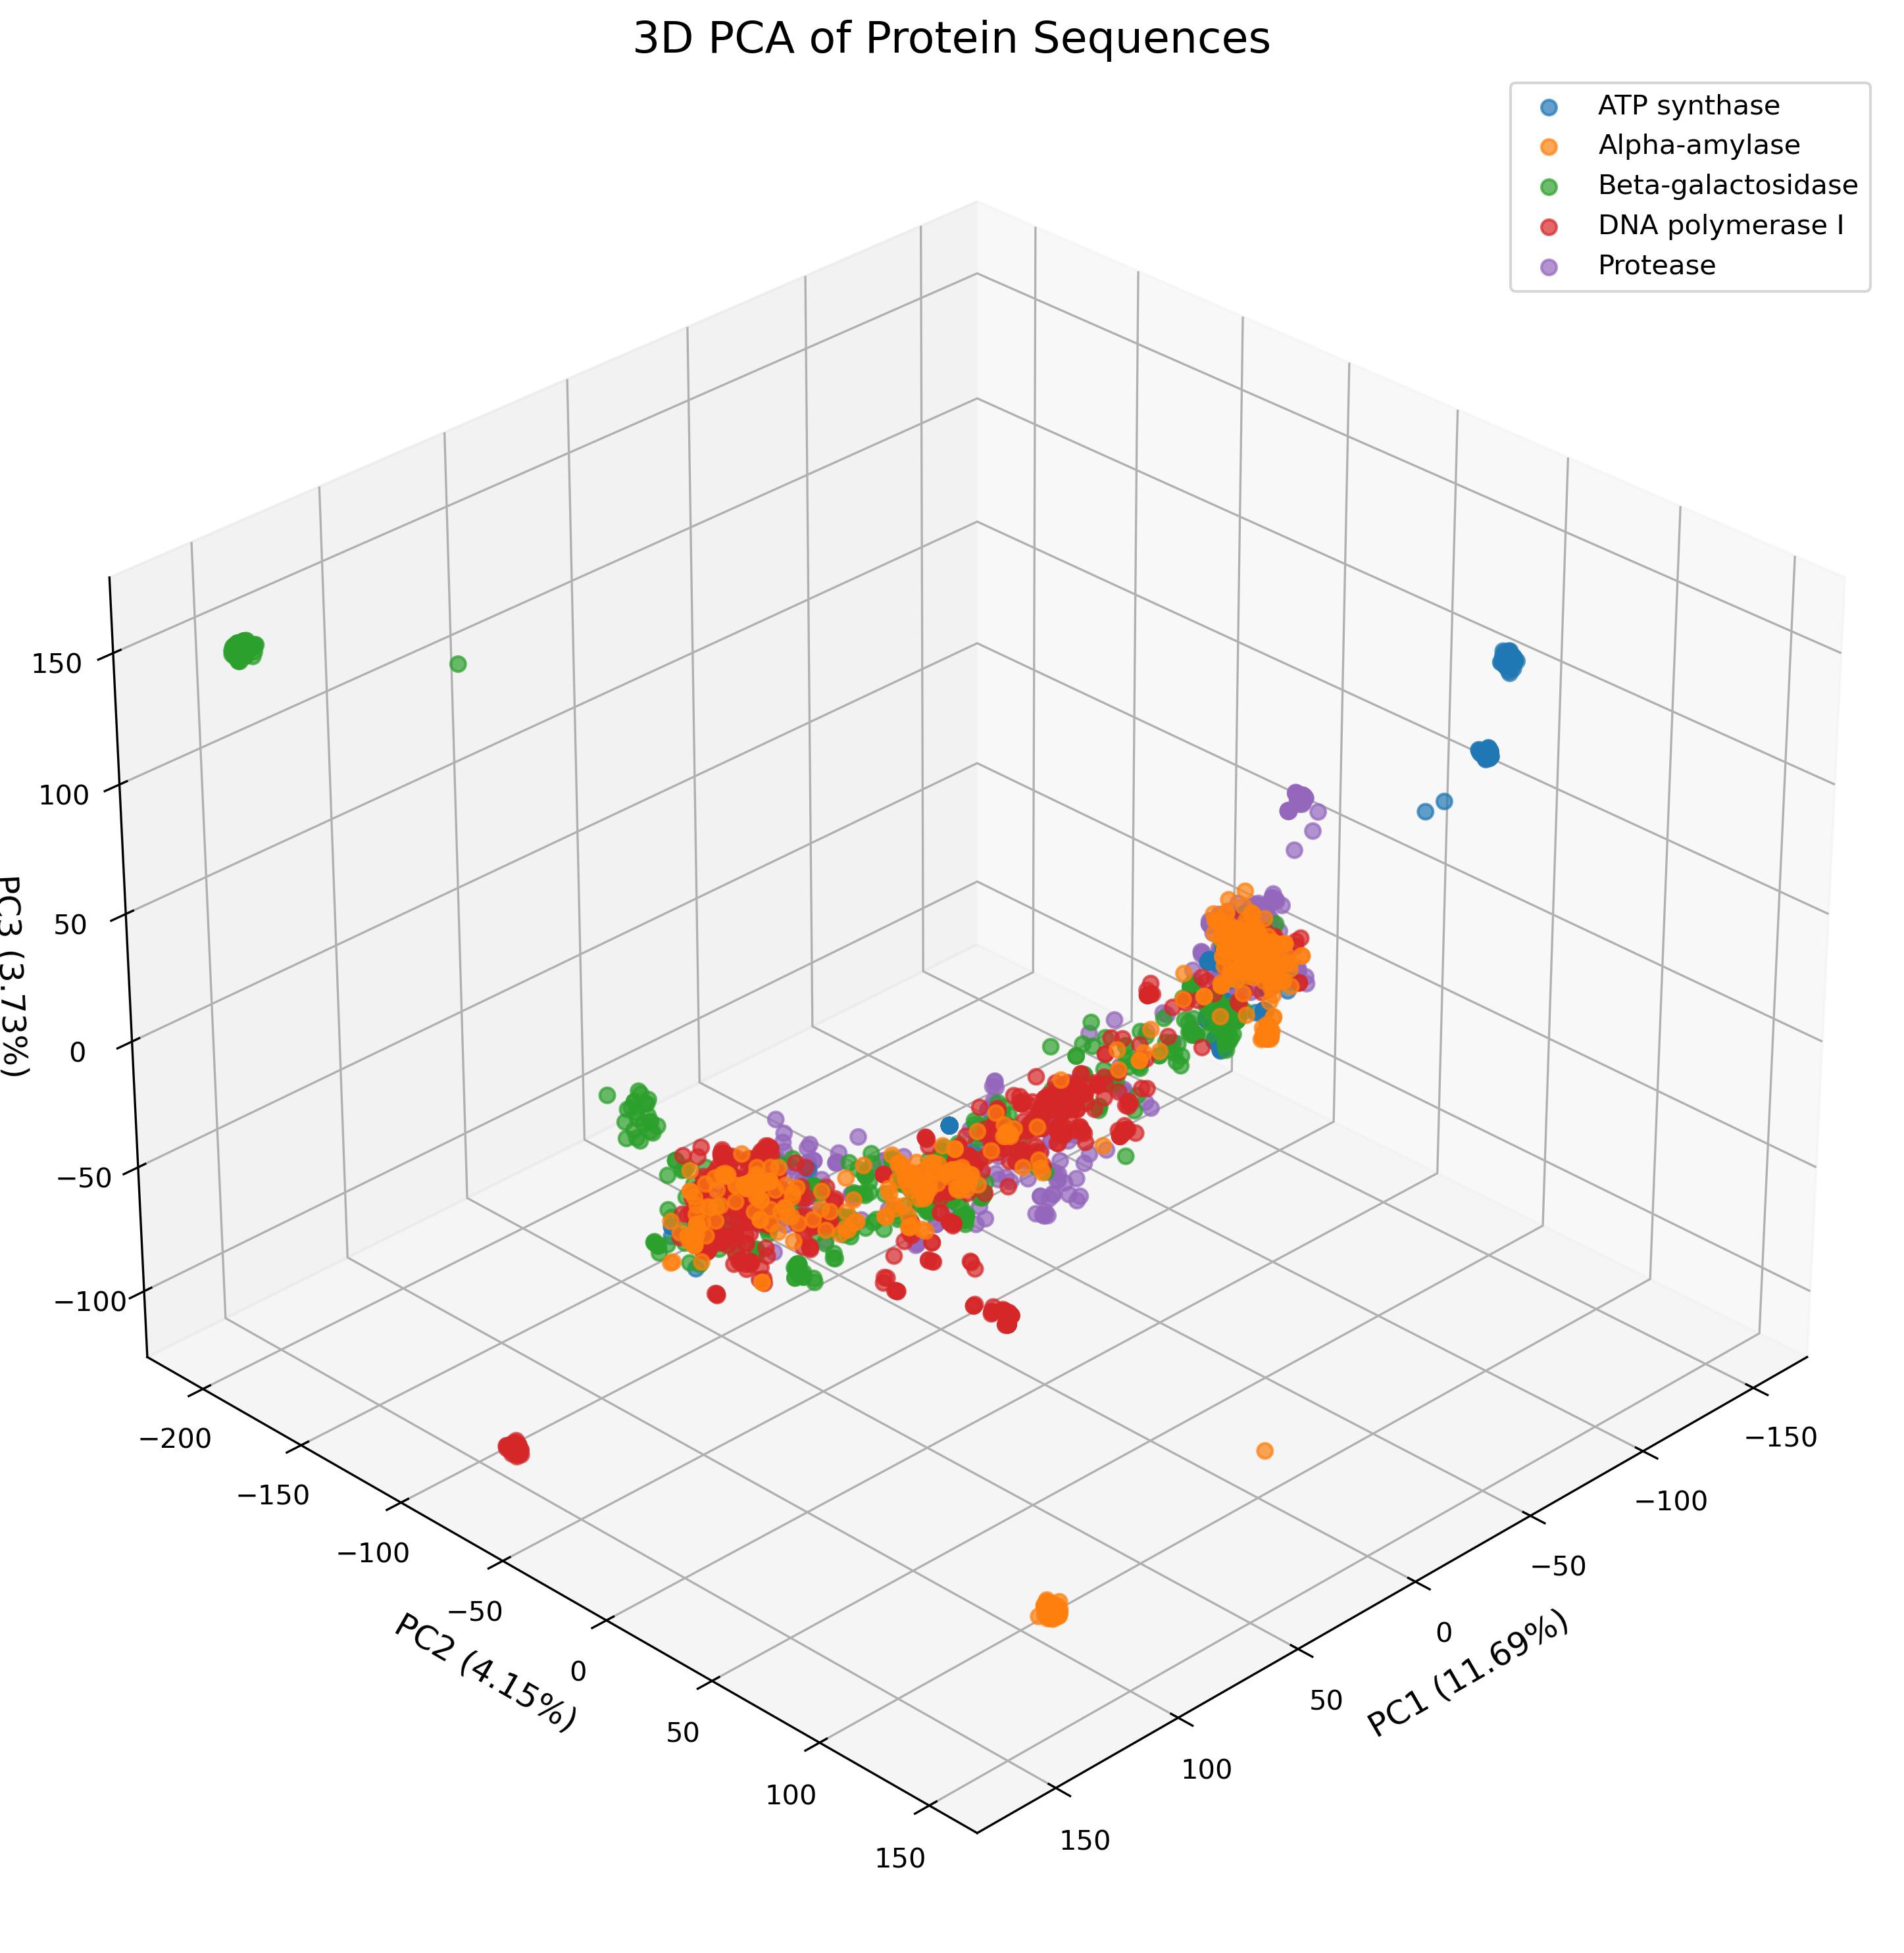 3D PCA of Protein Sequences
ATP synthase
Alpha-amylase
Beta-galactosidase
DNA polymerase I
Protease
150
100
50
0
−50
−100
PC3 (3.73%)
−200
−150
−100
−50
0
50
100
150
PC2 (4.15%)
−150
−100
−50
0
50
100
150
PC1 (11.69%)